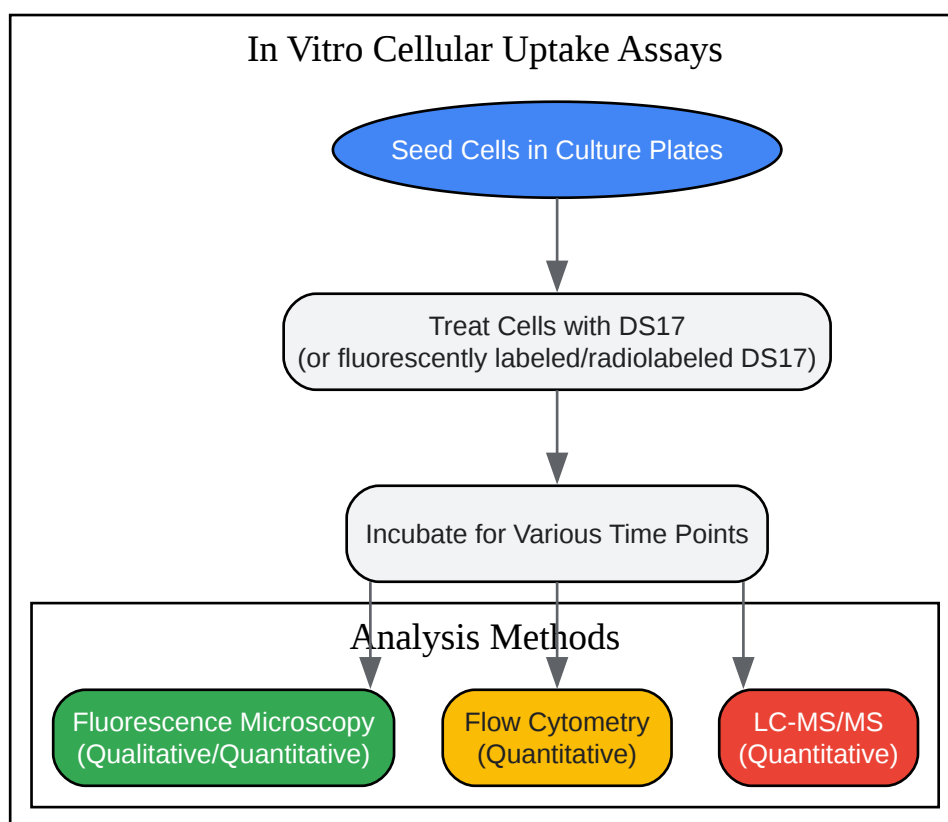 In Vitro Cellular Uptake Assays
Seed Cells in Culture Plates
Treat Cells with DS17
(or fluorescently labeled/radiolabeled DS17)
Incubate for Various Time Points
Analysis Methods
Fluorescence Microscopy
(Qualitative/Quantitative)
Flow Cytometry
(Quantitative)
LC-MS/MS
(Quantitative)